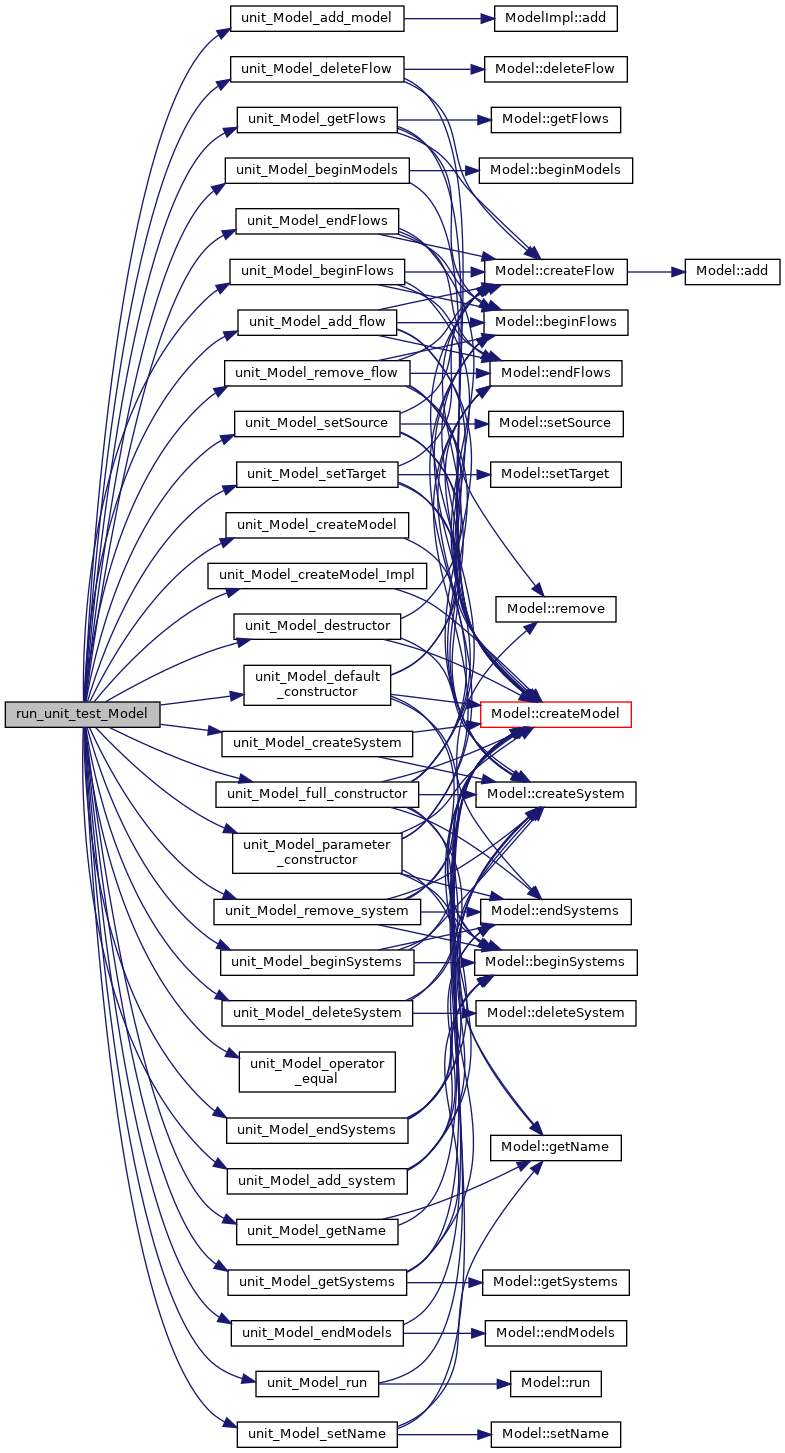 unit_Model_add_model
ModelImpl::add
unit_Model_deleteFlow
Model::deleteFlow
unit_Model_getFlows
Model::getFlows
unit_Model_beginModels
Model::beginModels
unit_Model_endFlows
unit_Model_beginFlows
Model::createFlow
Model::add
unit_Model_add_flow
Model::beginFlows
unit_Model_remove_flow
Model::endFlows
unit_Model_setSource
Model::setSource
unit_Model_setTarget
Model::setTarget
unit_Model_createModel
unit_Model_createModel_Impl
Model::remove
unit_Model_destructor
unit_Model_default
_constructor
run_unit_test_Model
Model::createModel
unit_Model_createSystem
unit_Model_full_constructor
Model::createSystem
unit_Model_parameter
_constructor
unit_Model_remove_system
Model::endSystems
unit_Model_beginSystems
Model::beginSystems
unit_Model_deleteSystem
Model::deleteSystem
unit_Model_operator
_equal
unit_Model_endSystems
Model::getName
unit_Model_add_system
unit_Model_getName
unit_Model_getSystems
Model::getSystems
unit_Model_endModels
Model::endModels
unit_Model_run
Model::run
unit_Model_setName
Model::setName